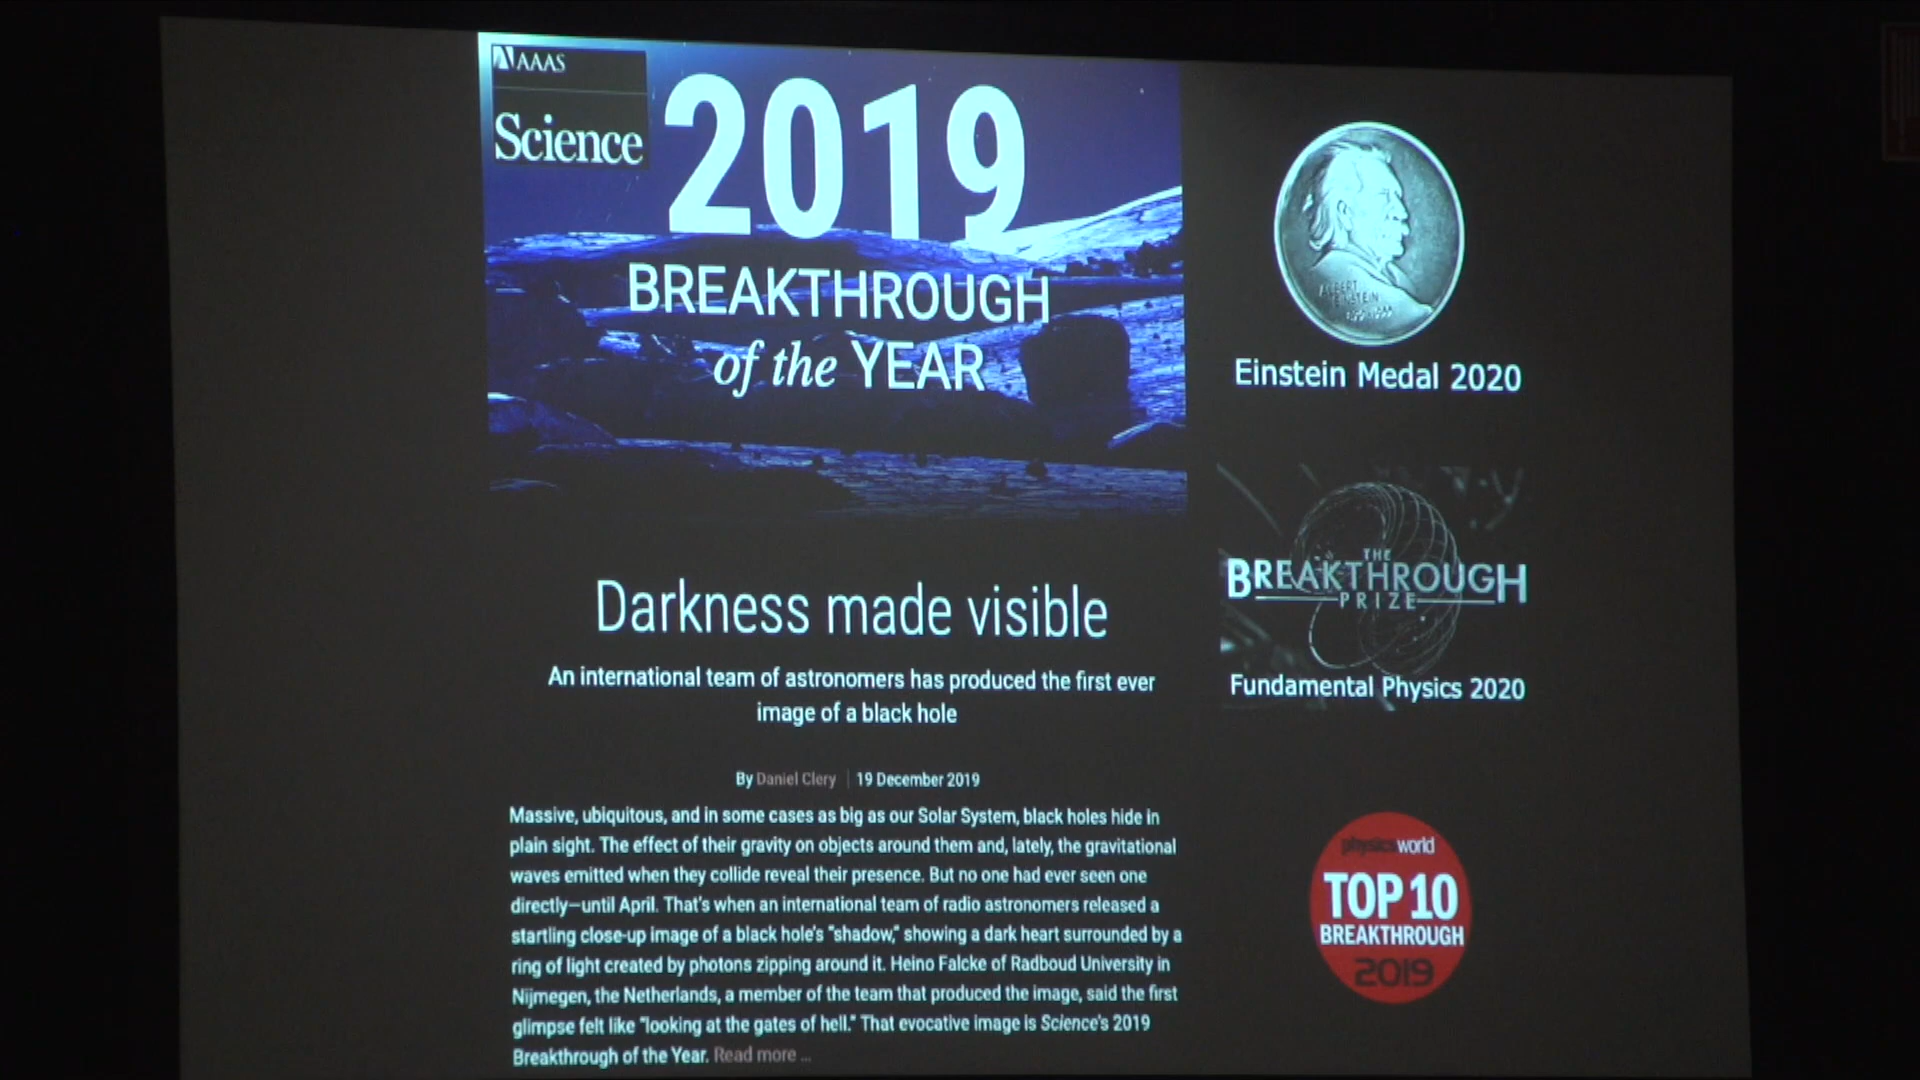 AAAS
Science
2019
BREAKTHROUGH
of the YEAR
Darkness made visible
An international team of astronomers has produced the first ever
image of a black hole
By Daniel Clery | 19 December 2019
Massive, ubiquitous, and in some cases as big as our Solar System, black holes hide in
plain sight. The effect of their gravity on objects around them and, lately, the gravitational
waves emitted when they collide reveal their presence. But no one had ever seen one
directly—until April. That's when an international team of radio astronomers released a
startling close-up image of a black hole's "shadow," showing a dark heart surrounded by a
ring of light created by photons zipping around it. Heino Falcke of Radboud University in
Nijmegen, the Netherlands, a member of the team that produced the image, said the first
glimpse felt like "looking at the gates of hell." That evocative image is Science's 2019
Breakthrough of the Year. Read more ...
ALBERT
EINSTEIN
Einstein Medal 2020
THE
BREAKTHROUGH
PRIZE
Fundamental Physics 2020
physicsworld
TOP 10
BREAKTHROUGH
2019